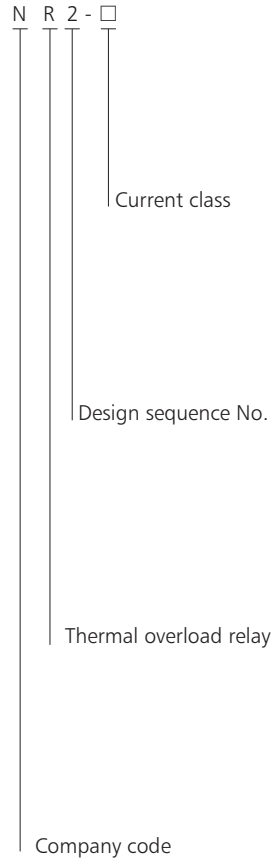 N R 2 - □
Current class
Design sequence No.
Thermal overload relay
Company code